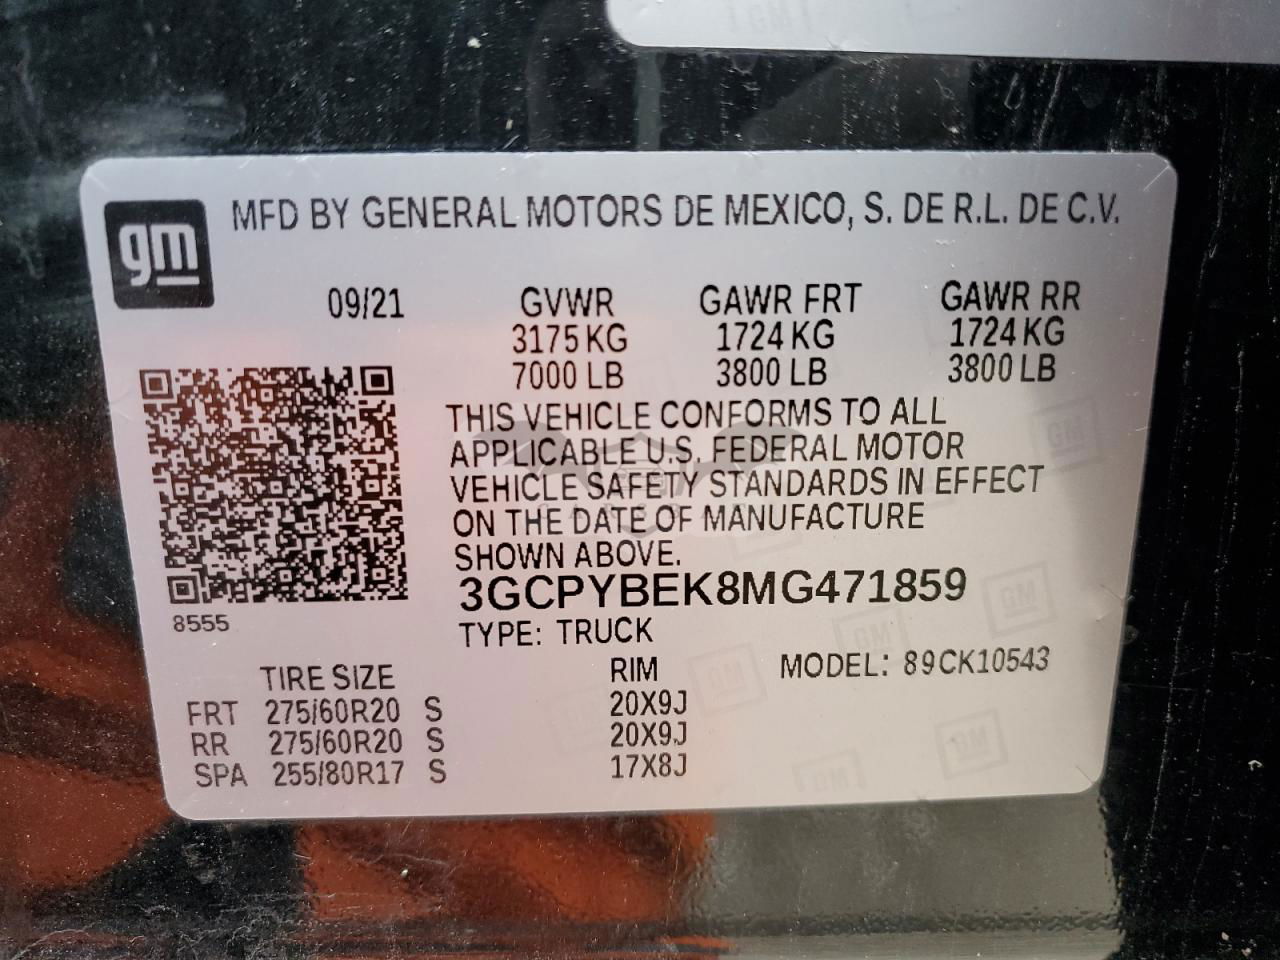 gm
MFD BY GENERAL MOTORS DE MEXICO, S. DE R.L. DE C.V.
09/21 GVWR GAWR FRT GAWR RR
3175 KG 1724 KG 1724 KG
7000 LB 3800 LB 3800 LB
THIS VEHICLE CONFORMS TO ALL
APPLICABLE U.S. FEDERAL MOTOR
VEHICLE SAFETY STANDARDS IN EFFECT
ON THE DATE OF MANUFACTURE
SHOWN ABOVE.
3GCPYBEK8MG471859
8555
TYPE: TRUCK
TIRE SIZE RIM MODEL: 89CK10543
FRT 275/60R20 S 20X9J
RR 275/60R20 S 20X9J
SPA 255/80R17 S 17X8J